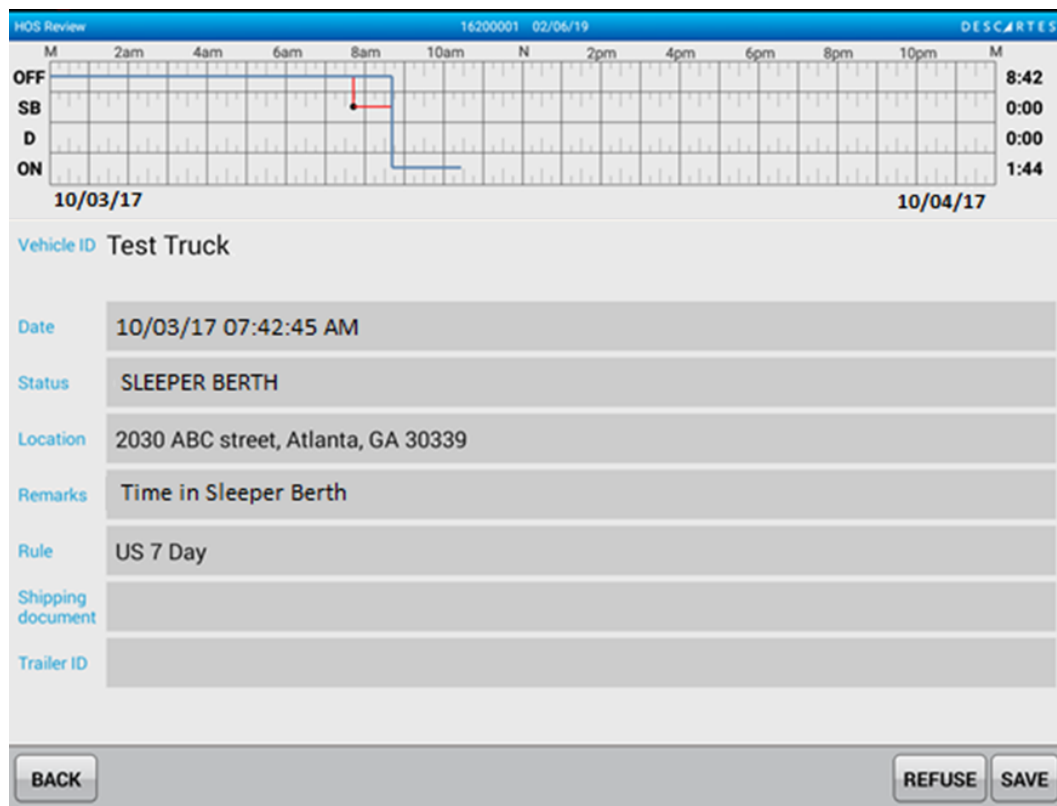 HOS Review 16200001 02/06/19 DESCARTES
M 2am 4am 6am 8am 10am N 2pm 4pm 6pm 8pm 10pm M
OFF 8:42
SB 0:00
D 0:00
ON 1:44
10/03/17 10/04/17
Vehicle ID Test Truck
Date 10/03/17 07:42:45 AM
Status SLEEPER BERTH
Location 2030 ABC street, Atlanta, GA 30339
Remarks Time in Sleeper Berth
Rule US 7 Day
Shipping
document
Trailer ID
BACK REFUSE SAVE